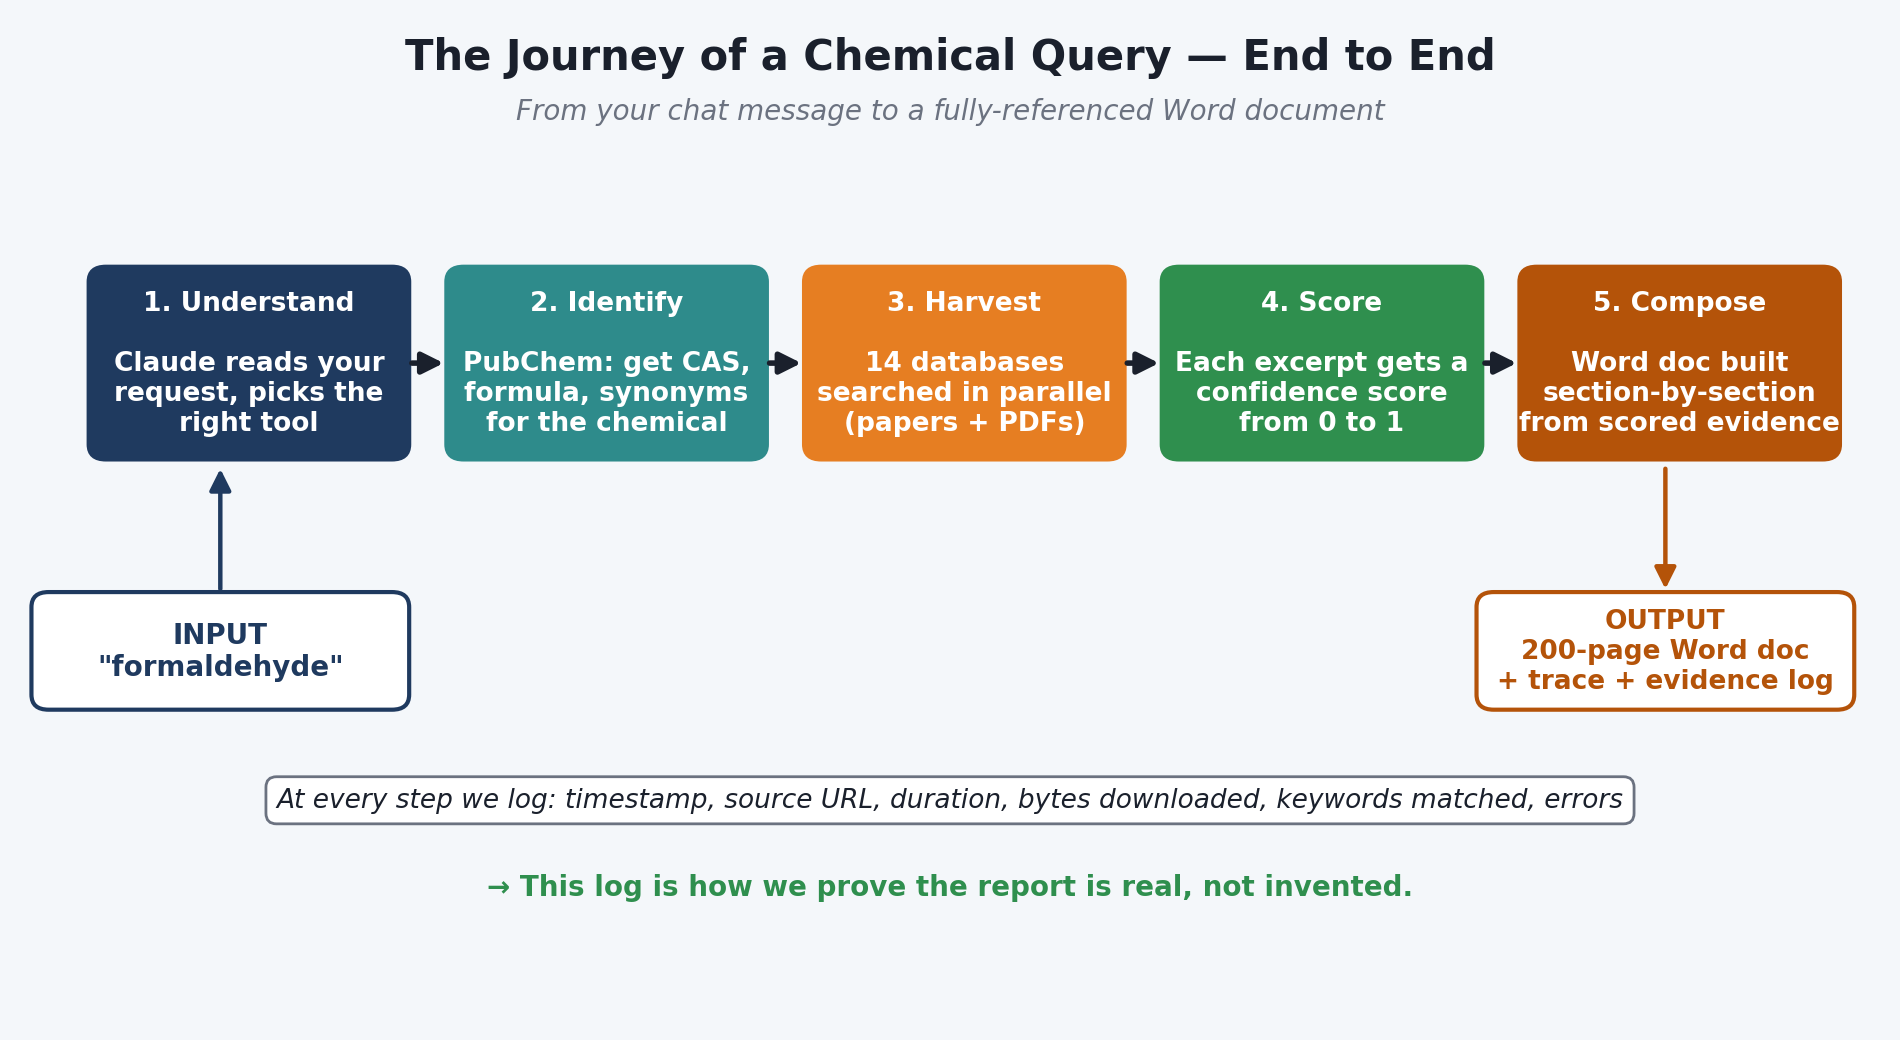 The Journey of a Chemical Query — End to End
From your chat message to a fully-referenced Word document
1. Understand
Claude reads your
request, picks the
right tool
2. Identify
PubChem: get CAS,
formula, synonyms
for the chemical
3. Harvest
14 databases
searched in parallel
(papers + PDFs)
4. Score
Each excerpt gets a
confidence score
from 0 to 1
5. Compose
Word doc built
section-by-section
from scored evidence
INPUT
"formaldehyde"
OUTPUT
200-page Word doc
+ trace + evidence log
At every step we log: timestamp, source URL, duration, bytes downloaded, keywords matched, errors
→ This log is how we prove the report is real, not invented.